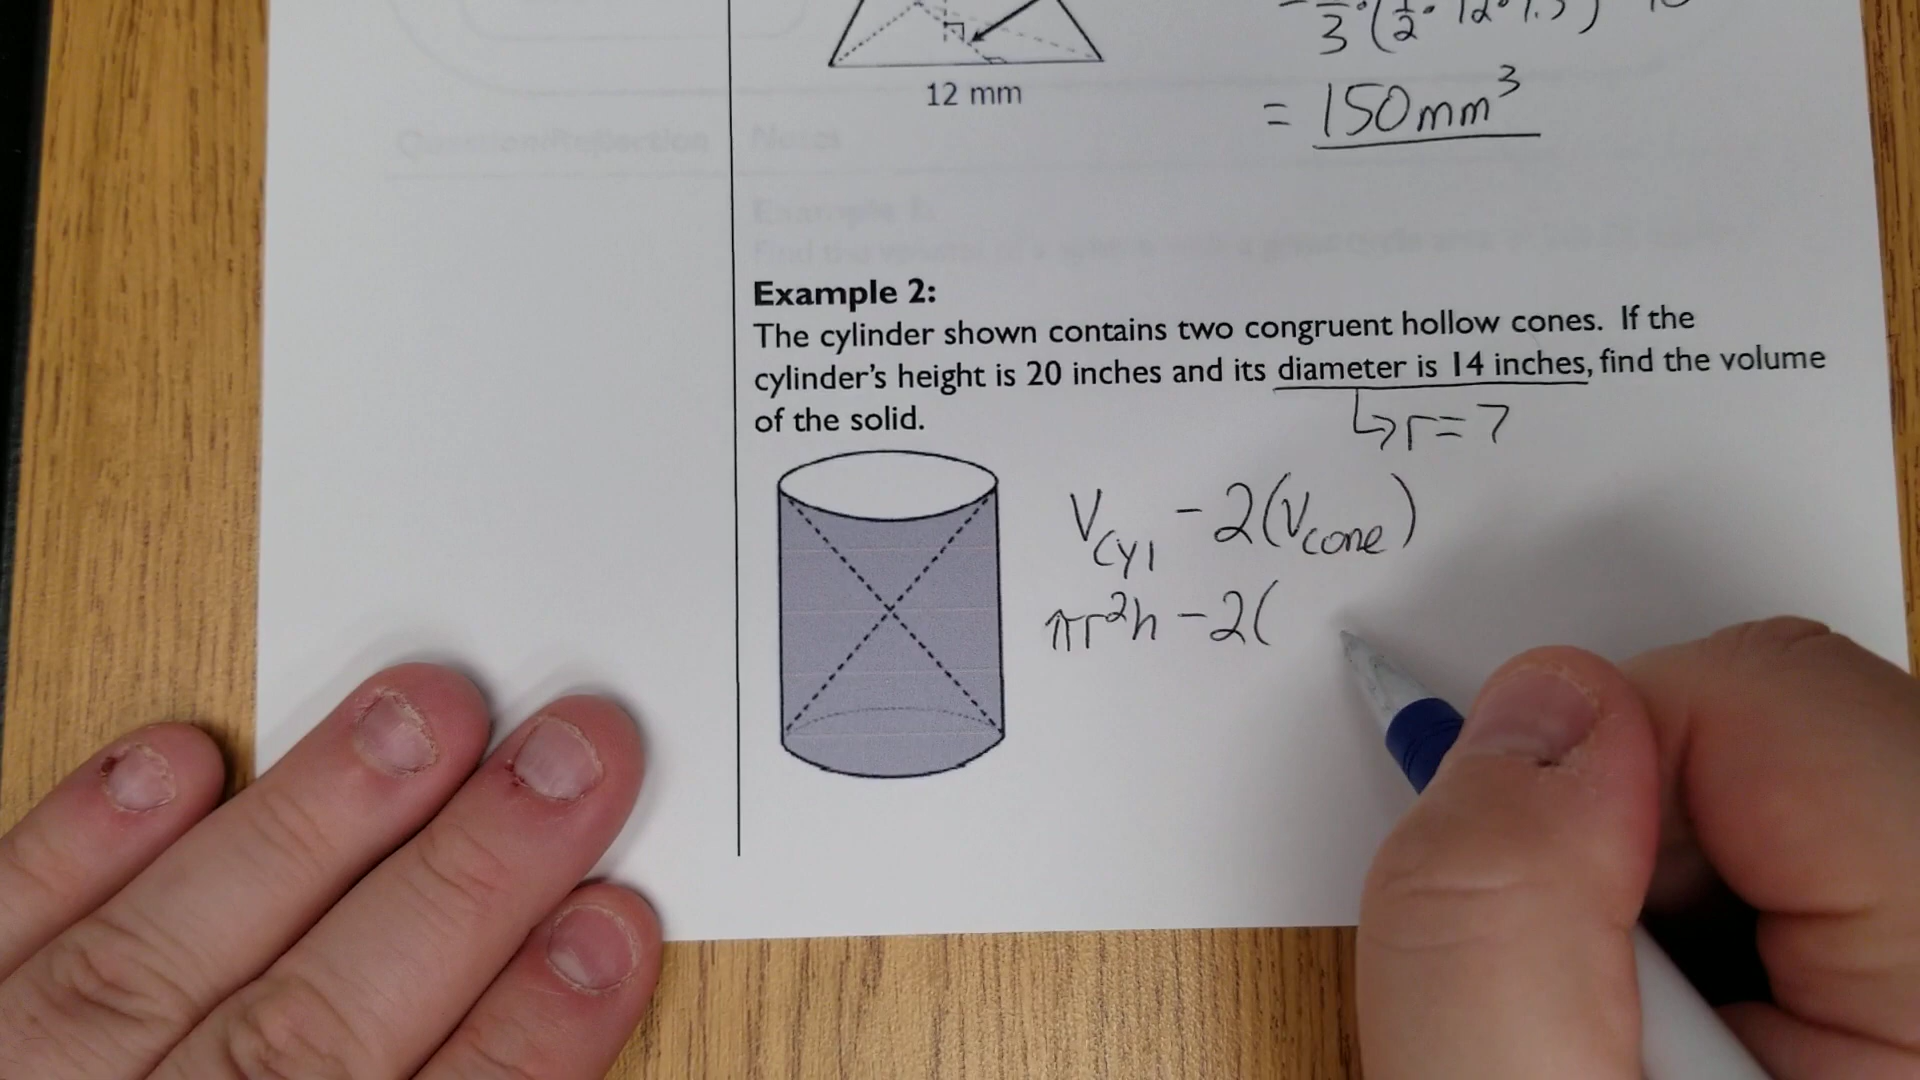 12 mm
= 150mm³
Example 2:
The cylinder shown contains two congruent hollow cones. If the
cylinder's height is 20 inches and its diameter is 14 inches, find the volume
of the solid.
↳ r = 7
V_cyl - 2(V_cone)
πr²h - 2(